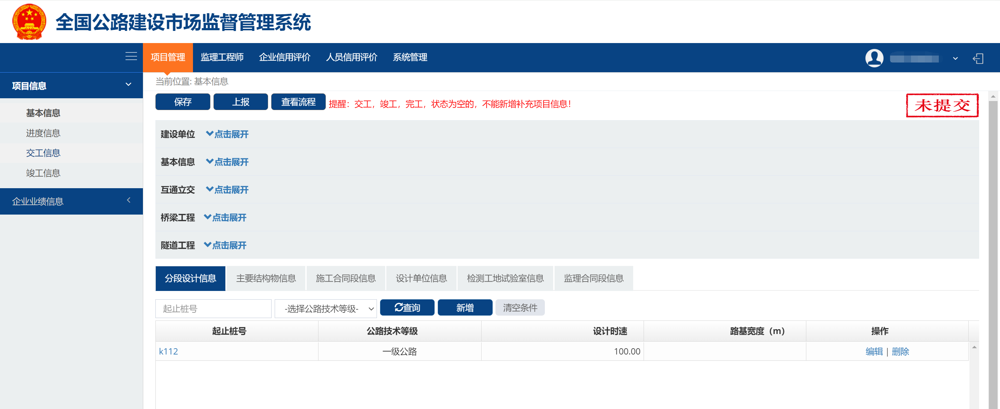 全国公路建设市场监督管理系统
项目管理 监理工程师 企业信用评价 人员信用评价 系统管理
项目信息
基本信息
进度信息
交工信息
竣工信息
企业业绩信息
当前位置: 基本信息
保存 上报 查看流程 提醒：交工，竣工，完工，状态为空的，不能新增补充项目信息！
未提交
建设单位 点击展开
基本信息 点击展开
互通立交 点击展开
桥梁工程 点击展开
隧道工程 点击展开
分段设计信息 主要结构物信息 施工合同段信息 设计单位信息 检测工地试验室信息 监理合同段信息
起止桩号 -选择公路技术等级- 查询 新增 清空条件
起止桩号 公路技术等级 设计时速 路基宽度（m） 操作
k112 一级公路 100.00 编辑 | 删除